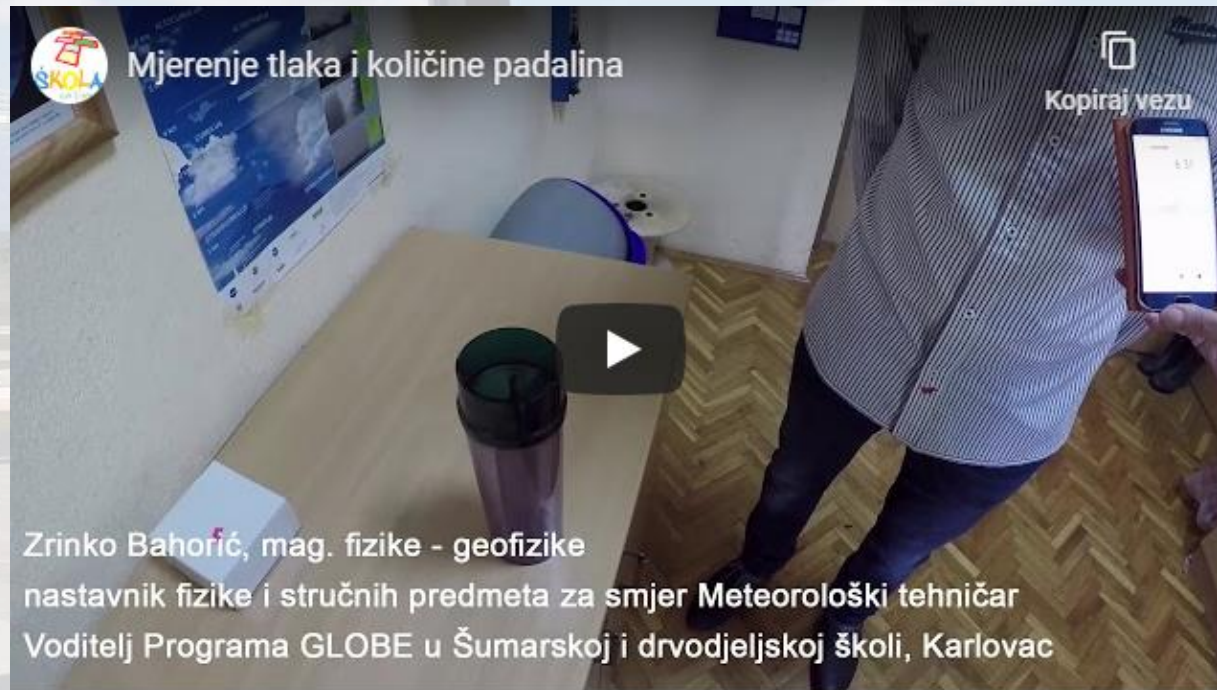 ŠKOLA
Mjerenje tlaka i količine padalina
Kopiraj vezu
Zrinko Bahorić, mag. fizike - geofizike
nastavnik fizike i stručnih predmeta za smjer Meteorološki tehničar
Voditelj Programa GLOBE u Šumarskoj i drvodjeljskoj školi, Karlovac